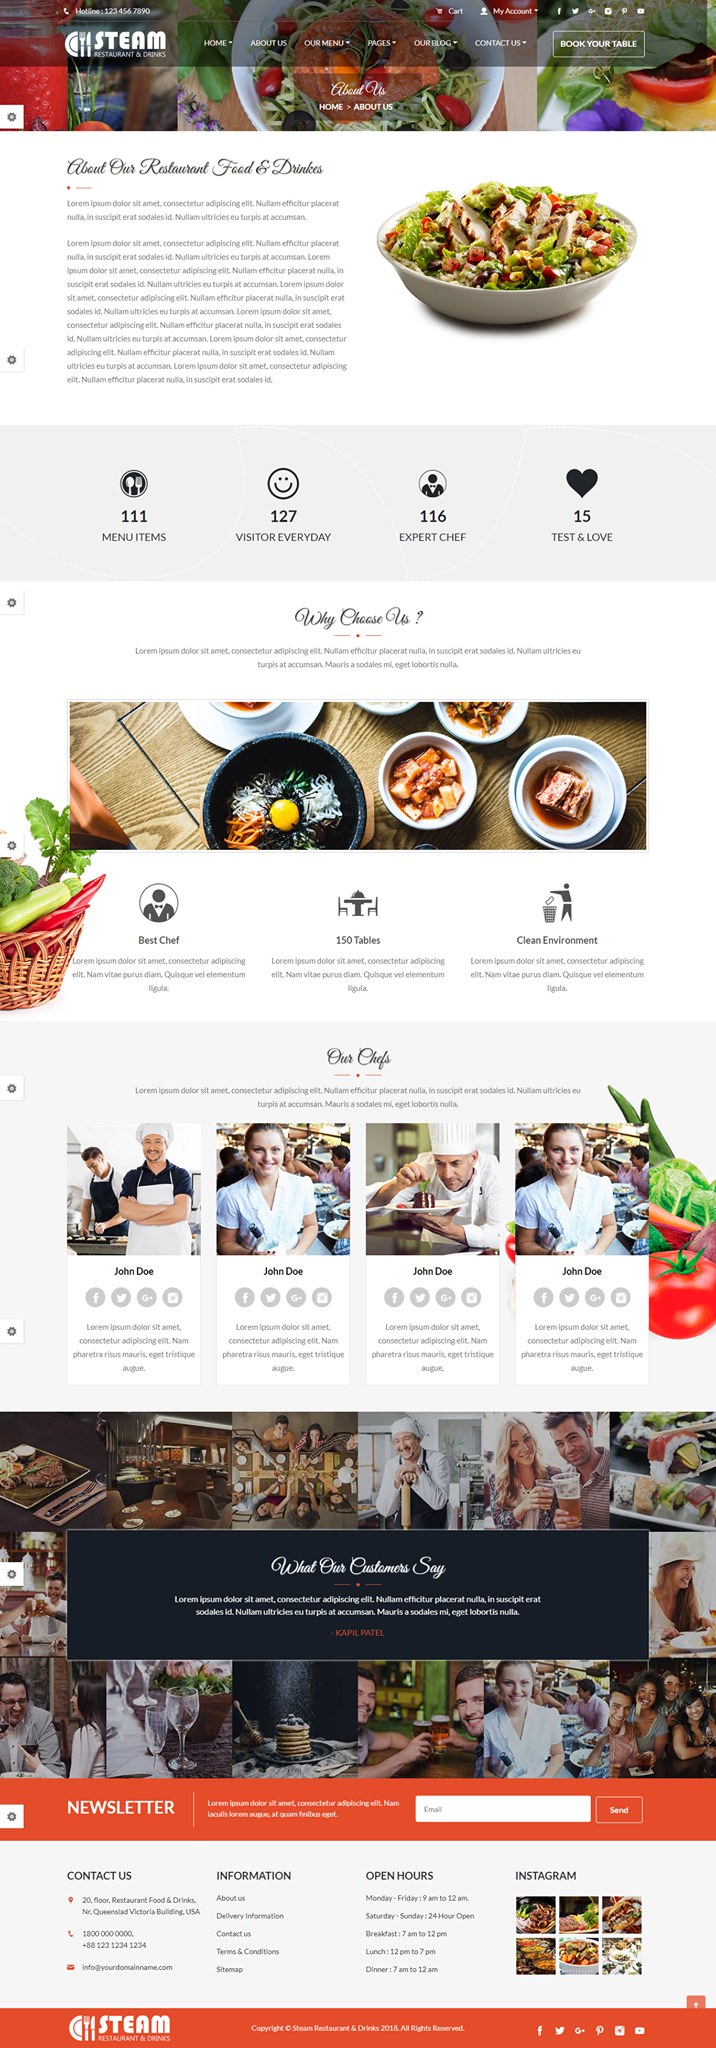 Hotline : 123 456 7890
Cart
My Account
STEAM
RESTAURANT & DRINKS
HOME
ABOUT US
OUR MENU
PAGES
OUR BLOG
CONTACT US
BOOK YOUR TABLE
About Us
HOME > ABOUT US
About Our Restaurant Food & Drinkes
Lorem ipsum dolor sit amet, consectetur adipiscing elit. Nullam efficitur placerat
nulla, in suscipit erat sodales id. Nullam ultricies eu turpis at accumsan.
Lorem ipsum dolor sit amet, consectetur adipiscing elit. Nullam efficitur placerat
nulla, in suscipit erat sodales id. Nullam ultricies eu turpis at accumsan. Lorem
ipsum dolor sit amet, consectetur adipiscing elit. Nullam efficitur placerat nulla, in
suscipit erat sodales id. Nullam ultricies eu turpis at accumsan. Lorem ipsum dolor
sit amet, consectetur adipiscing elit. Nullam efficitur placerat nulla, in suscipit erat
sodales id. Nullam ultricies eu turpis at accumsan. Lorem ipsum dolor sit amet,
consectetur adipiscing elit. Nullam efficitur placerat nulla, in suscipit erat sodales
id. Nullam ultricies eu turpis at accumsan. Lorem ipsum dolor sit amet, consectetur
adipiscing elit. Nullam efficitur placerat nulla, in suscipit erat sodales id. Nullam
ultricies eu turpis at accumsan. Lorem ipsum dolor sit amet, consectetur adipiscing
elit. Nullam efficitur placerat nulla, in suscipit erat sodales id.
111
MENU ITEMS
127
VISITOR EVERYDAY
116
EXPERT CHEF
15
TEST & LOVE
Why Choose Us ?
Lorem ipsum dolor sit amet, consectetur adipiscing elit. Nullam efficitur placerat nulla, in suscipit erat sodales id. Nullam ultricies eu
turpis at accumsan. Mauris a sodales mi, eget lobortis nulla.
Best Chef
Lorem ipsum dolor sit amet, consectetur adipiscing
elit. Nam vitae purus diam. Quisque vel elementum
ligula.
150 Tables
Lorem ipsum dolor sit amet, consectetur adipiscing
elit. Nam vitae purus diam. Quisque vel elementum
ligula.
Clean Environment
Lorem ipsum dolor sit amet, consectetur adipiscing
elit. Nam vitae purus diam. Quisque vel elementum
ligula.
Our Chefs
Lorem ipsum dolor sit amet, consectetur adipiscing elit. Nullam efficitur placerat nulla, in suscipit erat sodales id. Nullam ultricies eu
turpis at accumsan. Mauris a sodales mi, eget lobortis nulla.
John Doe
Lorem ipsum dolor sit amet,
consectetur adipiscing elit. Nam
pharetra risus mauris, eget tristique
augue.
John Doe
Lorem ipsum dolor sit amet,
consectetur adipiscing elit. Nam
pharetra risus mauris, eget tristique
augue.
John Doe
Lorem ipsum dolor sit amet,
consectetur adipiscing elit. Nam
pharetra risus mauris, eget tristique
augue.
John Doe
Lorem ipsum dolor sit amet,
consectetur adipiscing elit. Nam
pharetra risus mauris, eget tristique
augue.
What Our Customers Say
Lorem ipsum dolor sit amet, consectetur adipiscing elit. Nullam efficitur placerat nulla, in suscipit erat
sodales id. Nullam ultricies eu turpis at accumsan. Mauris a sodales mi, eget lobortis nulla.
- KAPIL PATEL
NEWSLETTER
Lorem ipsum dolor sit amet, consectetur adipiscing elit. Nam
iaculis lorem augue, at quam finibus eget.
Email
Send
CONTACT US
20, floor, Restaurant Food & Drinks,
Nr, Queenslad Victoria Building, USA
1800 000 0000,
+88 123 1234 1234
info@yourdomainname.com
INFORMATION
About us
Delivery Information
Contact us
Terms & Conditions
Sitemap
OPEN HOURS
Monday - Friday : 9 am to 12 am.
Saturday - Sunday : 24 Hour Open
Breakfast : 7 am to 12 pm
Lunch : 12 pm to 7 pm
Dinner : 7 am to 12 am
INSTAGRAM
STEAM
RESTAURANT & DRINKS
Copyright © Steam Restaurant & Drinks 2018. All Rights Reserved.